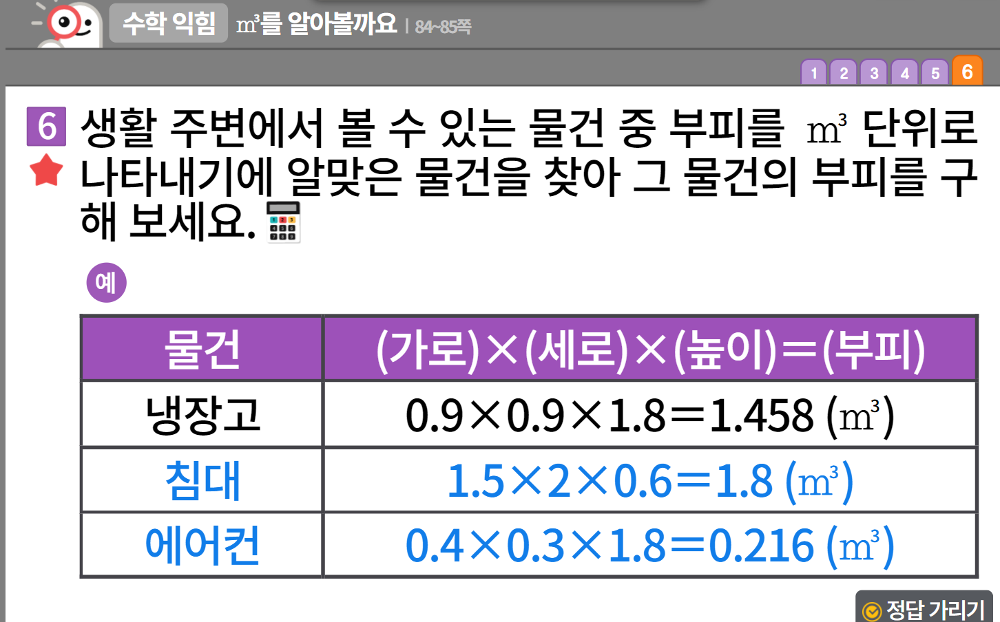 수학 익힘 m³를 알아볼까요 | 84~85쪽
1 2 3 4 5 6
6 생활 주변에서 볼 수 있는 물건 중 부피를 m³ 단위로
나타내기에 알맞은 물건을 찾아 그 물건의 부피를 구
해 보세요.
예
물건 (가로)×(세로)×(높이)=(부피)
냉장고 0.9×0.9×1.8=1.458 (m³)
침대 1.5×2×0.6=1.8 (m³)
에어컨 0.4×0.3×1.8=0.216 (m³)
정답 가리기